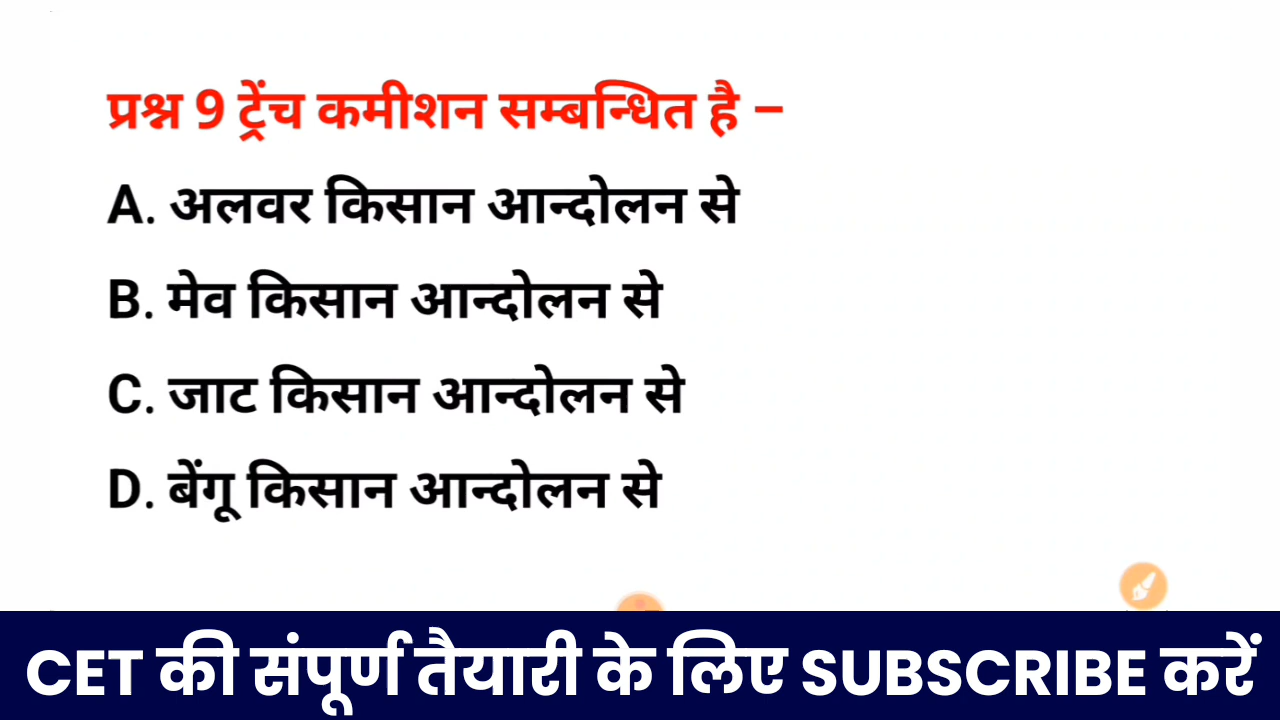 प्रश्न 9 ट्रेंच कमीशन सम्बन्धित है –
A. अलवर किसान आन्दोलन से
B. मेव किसान आन्दोलन से
C. जाट किसान आन्दोलन से
D. बेंगू किसान आन्दोलन से
CET की संपूर्ण तैयारी के लिए SUBSCRIBE करें